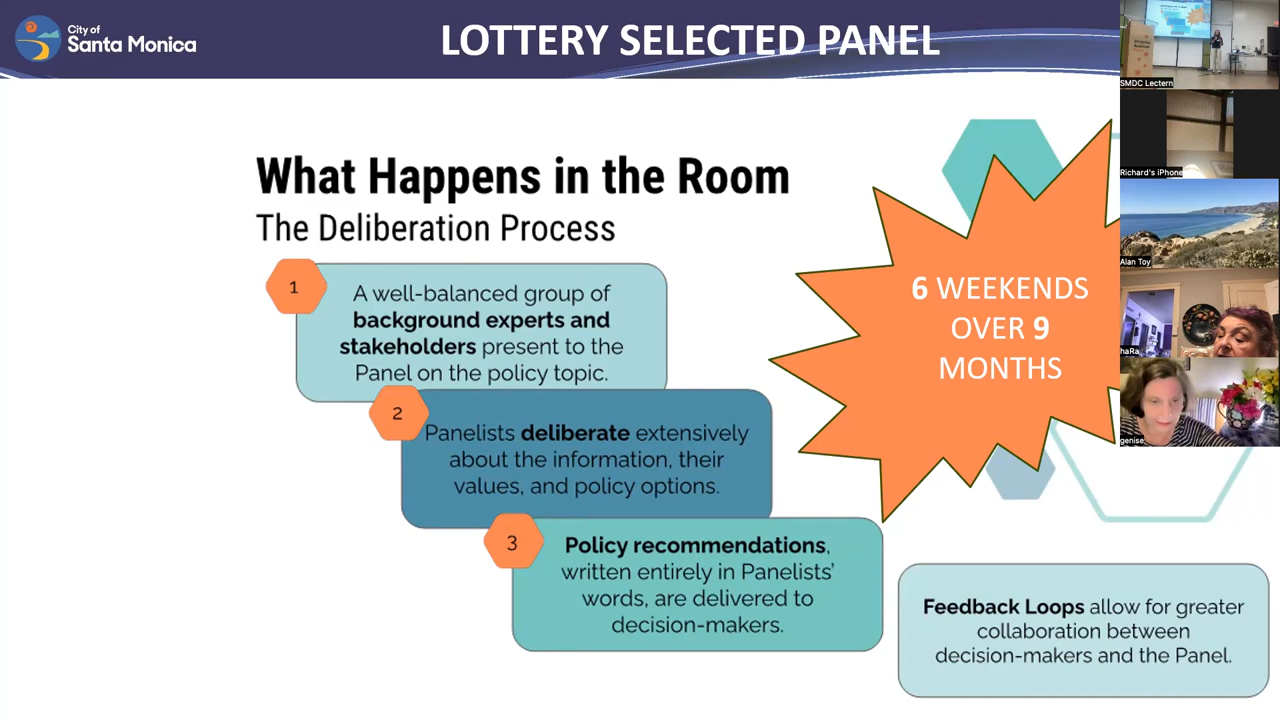 City of
Santa Monica
LOTTERY SELECTED PANEL
What Happens in the Room
The Deliberation Process
1
A well-balanced group of
background experts and
stakeholders present to the
Panel on the policy topic.
2
Panelists deliberate extensively
about the information, their
values, and policy options.
3
Policy recommendations,
written entirely in Panelists'
words, are delivered to
decision-makers.
6 WEEKENDS
OVER 9
MONTHS
Feedback Loops allow for greater
collaboration between
decision-makers and the Panel.
SMDC Lectern
Richard's iPhone
Alan Toy
haRa
genise